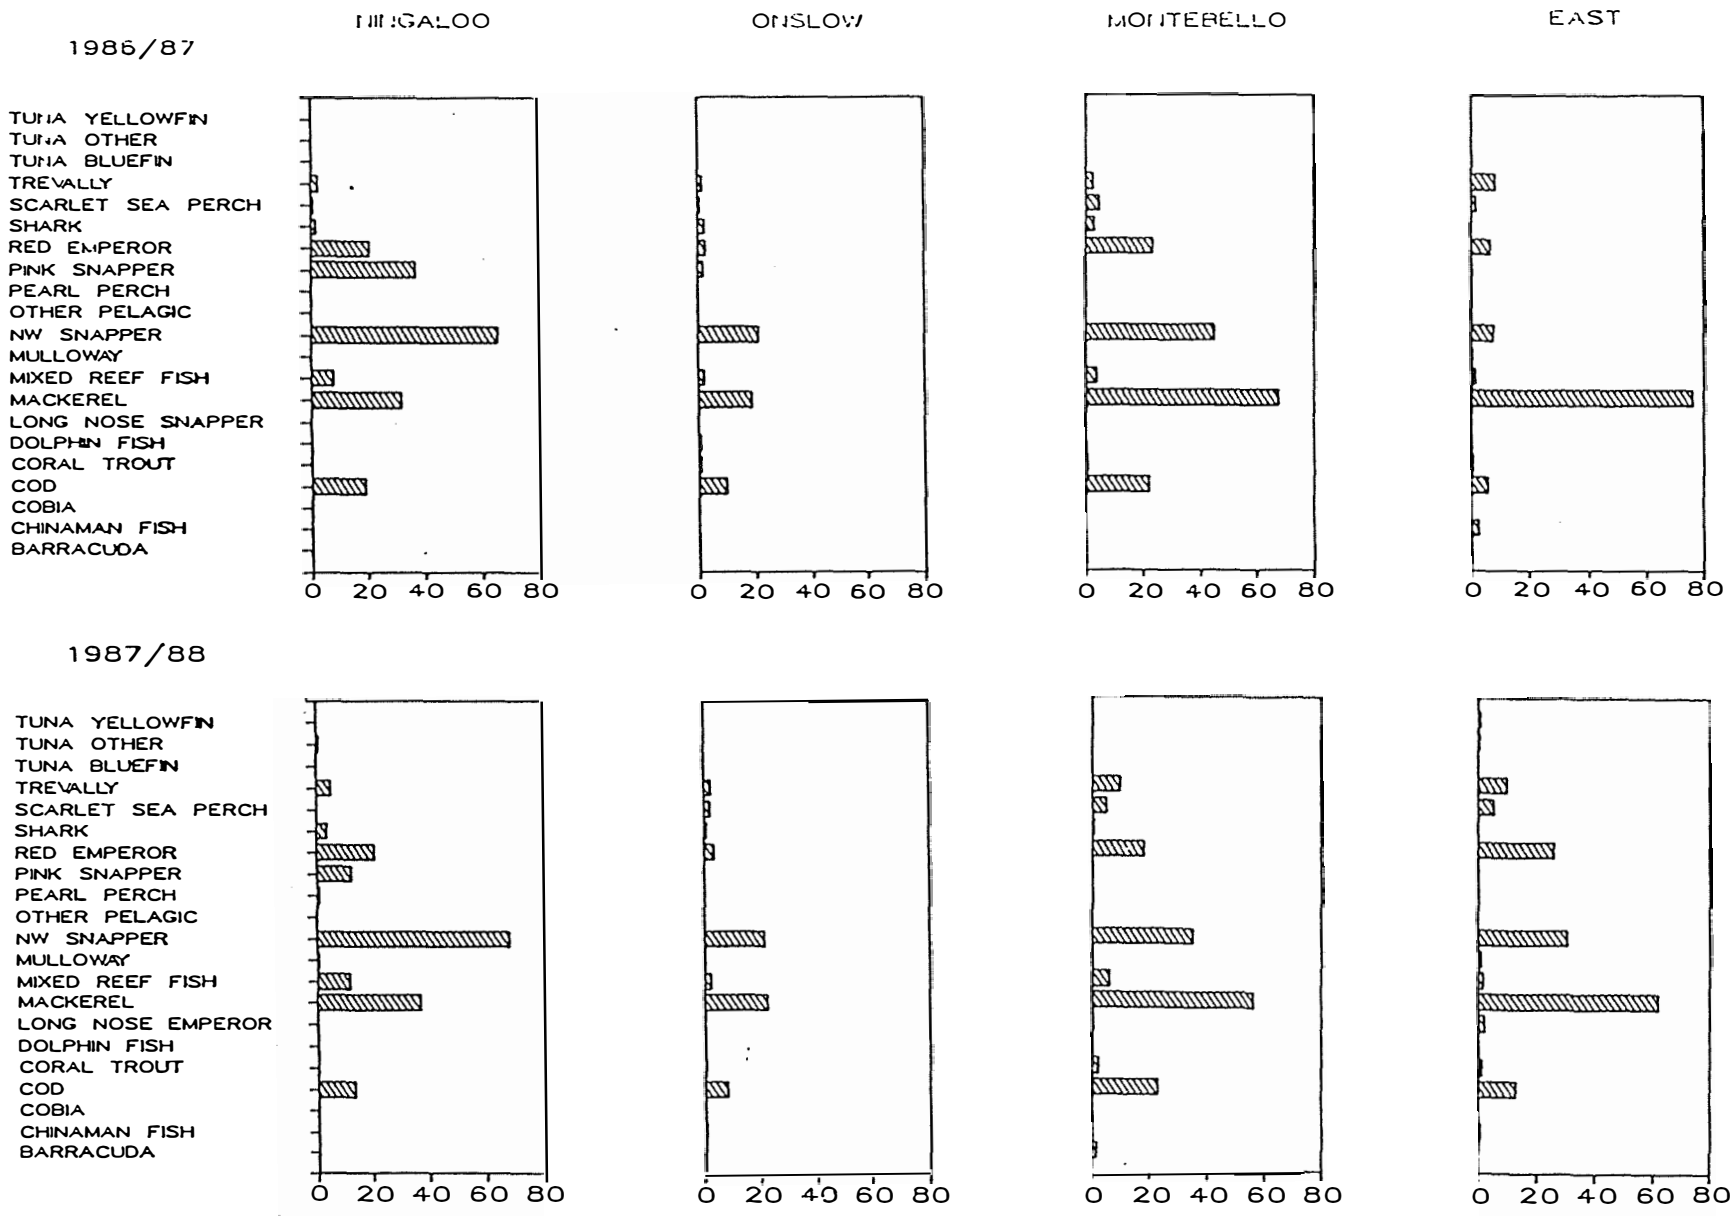 NINGALOO ONSLOW MONTEBELLO EAST
1986/87
TUNA YELLOWFIN
TUNA OTHER
TUNA BLUEFIN
TREVALLY
SCARLET SEA PERCH
SHARK
RED EMPEROR
PINK SNAPPER
PEARL PERCH
OTHER PELAGIC
NW SNAPPER
MULLOWAY
MIXED REEF FISH
MACKEREL
LONG NOSE SNAPPER
DOLPHIN FISH
CORAL TROUT
COD
COBIA
CHINAMAN FISH
BARRACUDA
0 20 40 60 80 0 20 40 60 80 0 20 40 60 80 0 20 40 60 80
1987/88
TUNA YELLOWFIN
TUNA OTHER
TUNA BLUEFIN
TREVALLY
SCARLET SEA PERCH
SHARK
RED EMPEROR
PINK SNAPPER
PEARL PERCH
OTHER PELAGIC
NW SNAPPER
MULLOWAY
MIXED REEF FISH
MACKEREL
LONG NOSE EMPEROR
DOLPHIN FISH
CORAL TROUT
COD
COBIA
CHINAMAN FISH
BARRACUDA
0 20 40 60 80 0 20 40 60 80 0 20 40 60 80 0 20 40 60 80